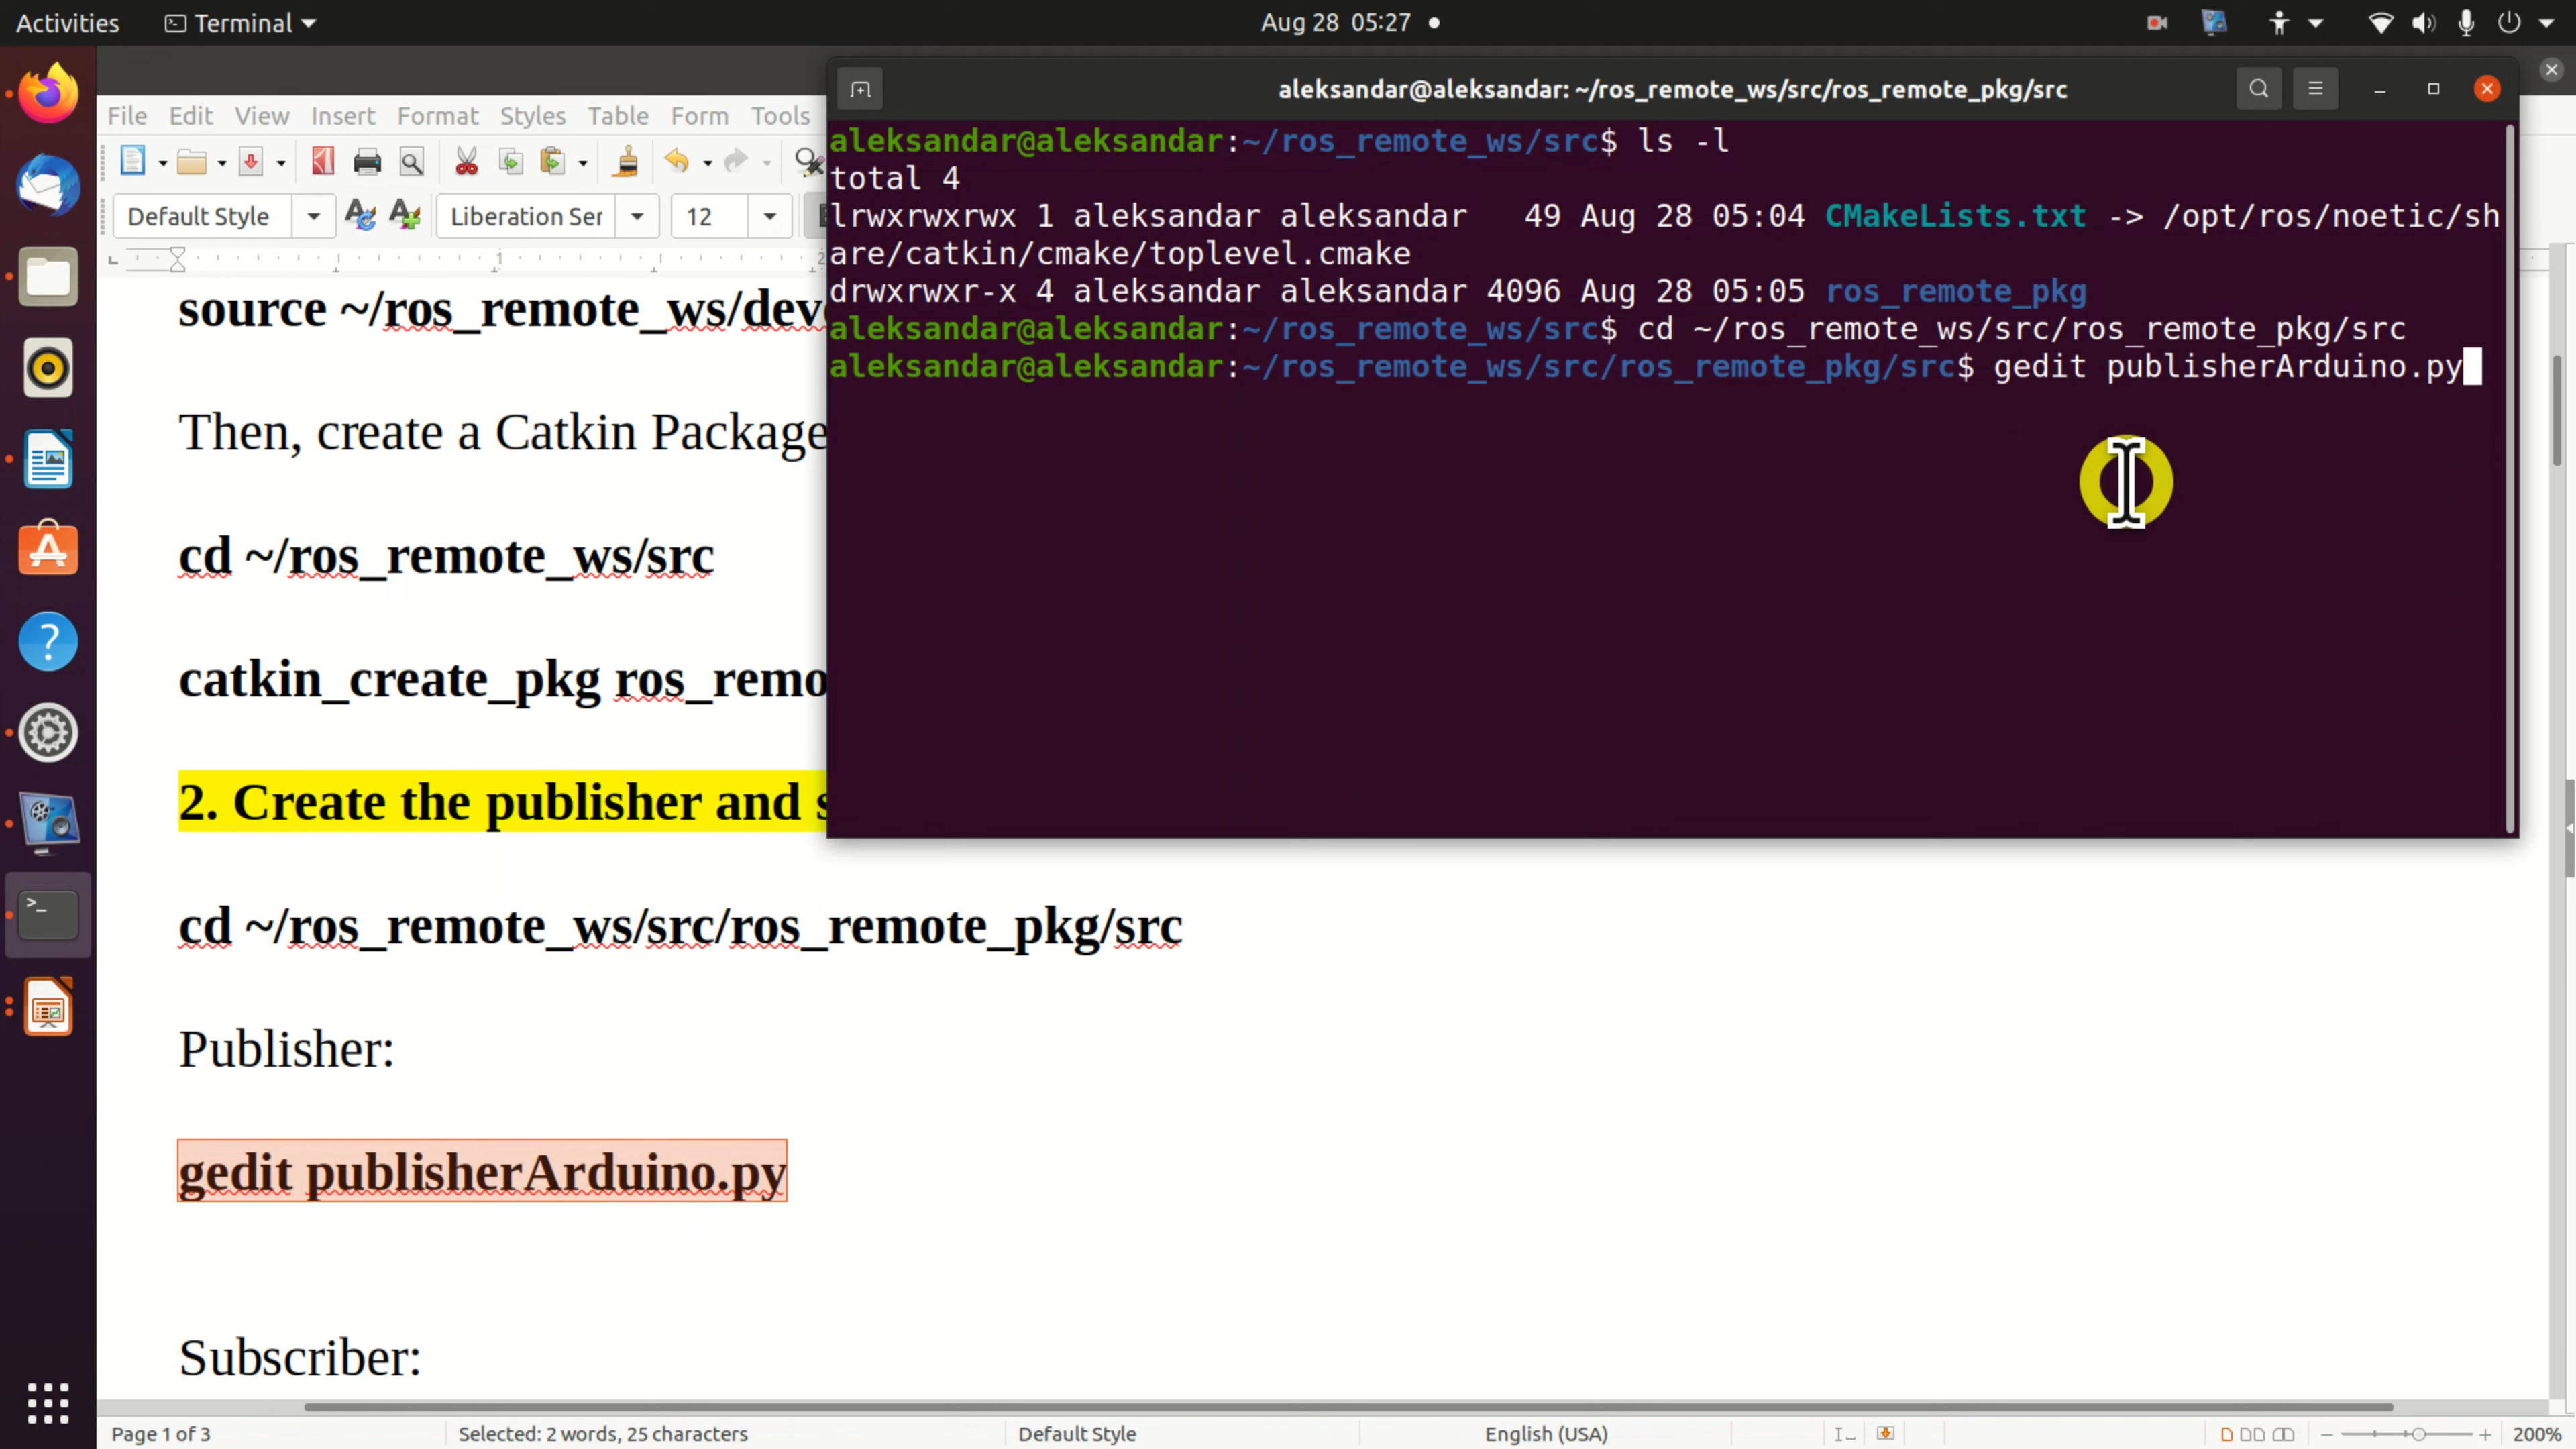 Activities
Terminal
Aug 28 05:27
aleksandar@aleksandar: ~/ros_remote_ws/src/ros_remote_pkg/src
File Edit View Insert Format Styles Table Form Tools
Default Style
Liberation Ser
12
aleksandar@aleksandar:~/ros_remote_ws/src$ ls -l
total 4
lrwxrwxrwx 1 aleksandar aleksandar   49 Aug 28 05:04 CMakeLists.txt -> /opt/ros/noetic/sh
are/catkin/cmake/toplevel.cmake
drwxrwxr-x 4 aleksandar aleksandar 4096 Aug 28 05:05 ros_remote_pkg
aleksandar@aleksandar:~/ros_remote_ws/src$ cd ~/ros_remote_ws/src/ros_remote_pkg/src
aleksandar@aleksandar:~/ros_remote_ws/src/ros_remote_pkg/src$ gedit publisherArduino.py
source ~/ros_remote_ws/deve
Then, create a Catkin Package
cd ~/ros_remote_ws/src
catkin_create_pkg ros_remo
2. Create the publisher and s
cd ~/ros_remote_ws/src/ros_remote_pkg/src
Publisher:
gedit publisherArduino.py
Subscriber:
Page 1 of 3
Selected: 2 words, 25 characters
Default Style
English (USA)
200%